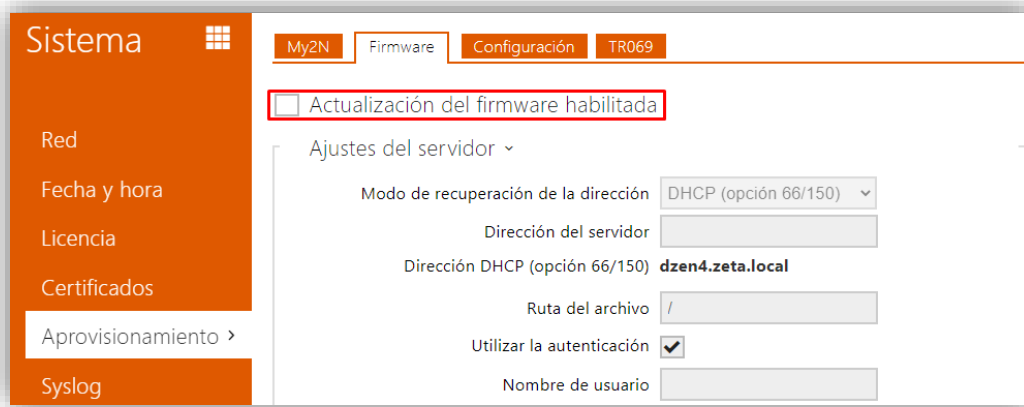 Sistema
My2N Firmware Configuración TR069
Actualización del firmware habilitada
Ajustes del servidor
Red
Modo de recuperación de la dirección DHCP (opción 66/150)
Fecha y hora
Dirección del servidor
Licencia
Dirección DHCP (opción 66/150) dzen4.zeta.local
Certificados
Ruta del archivo /
Aprovisionamiento >
Utilizar la autenticación
Syslog
Nombre de usuario